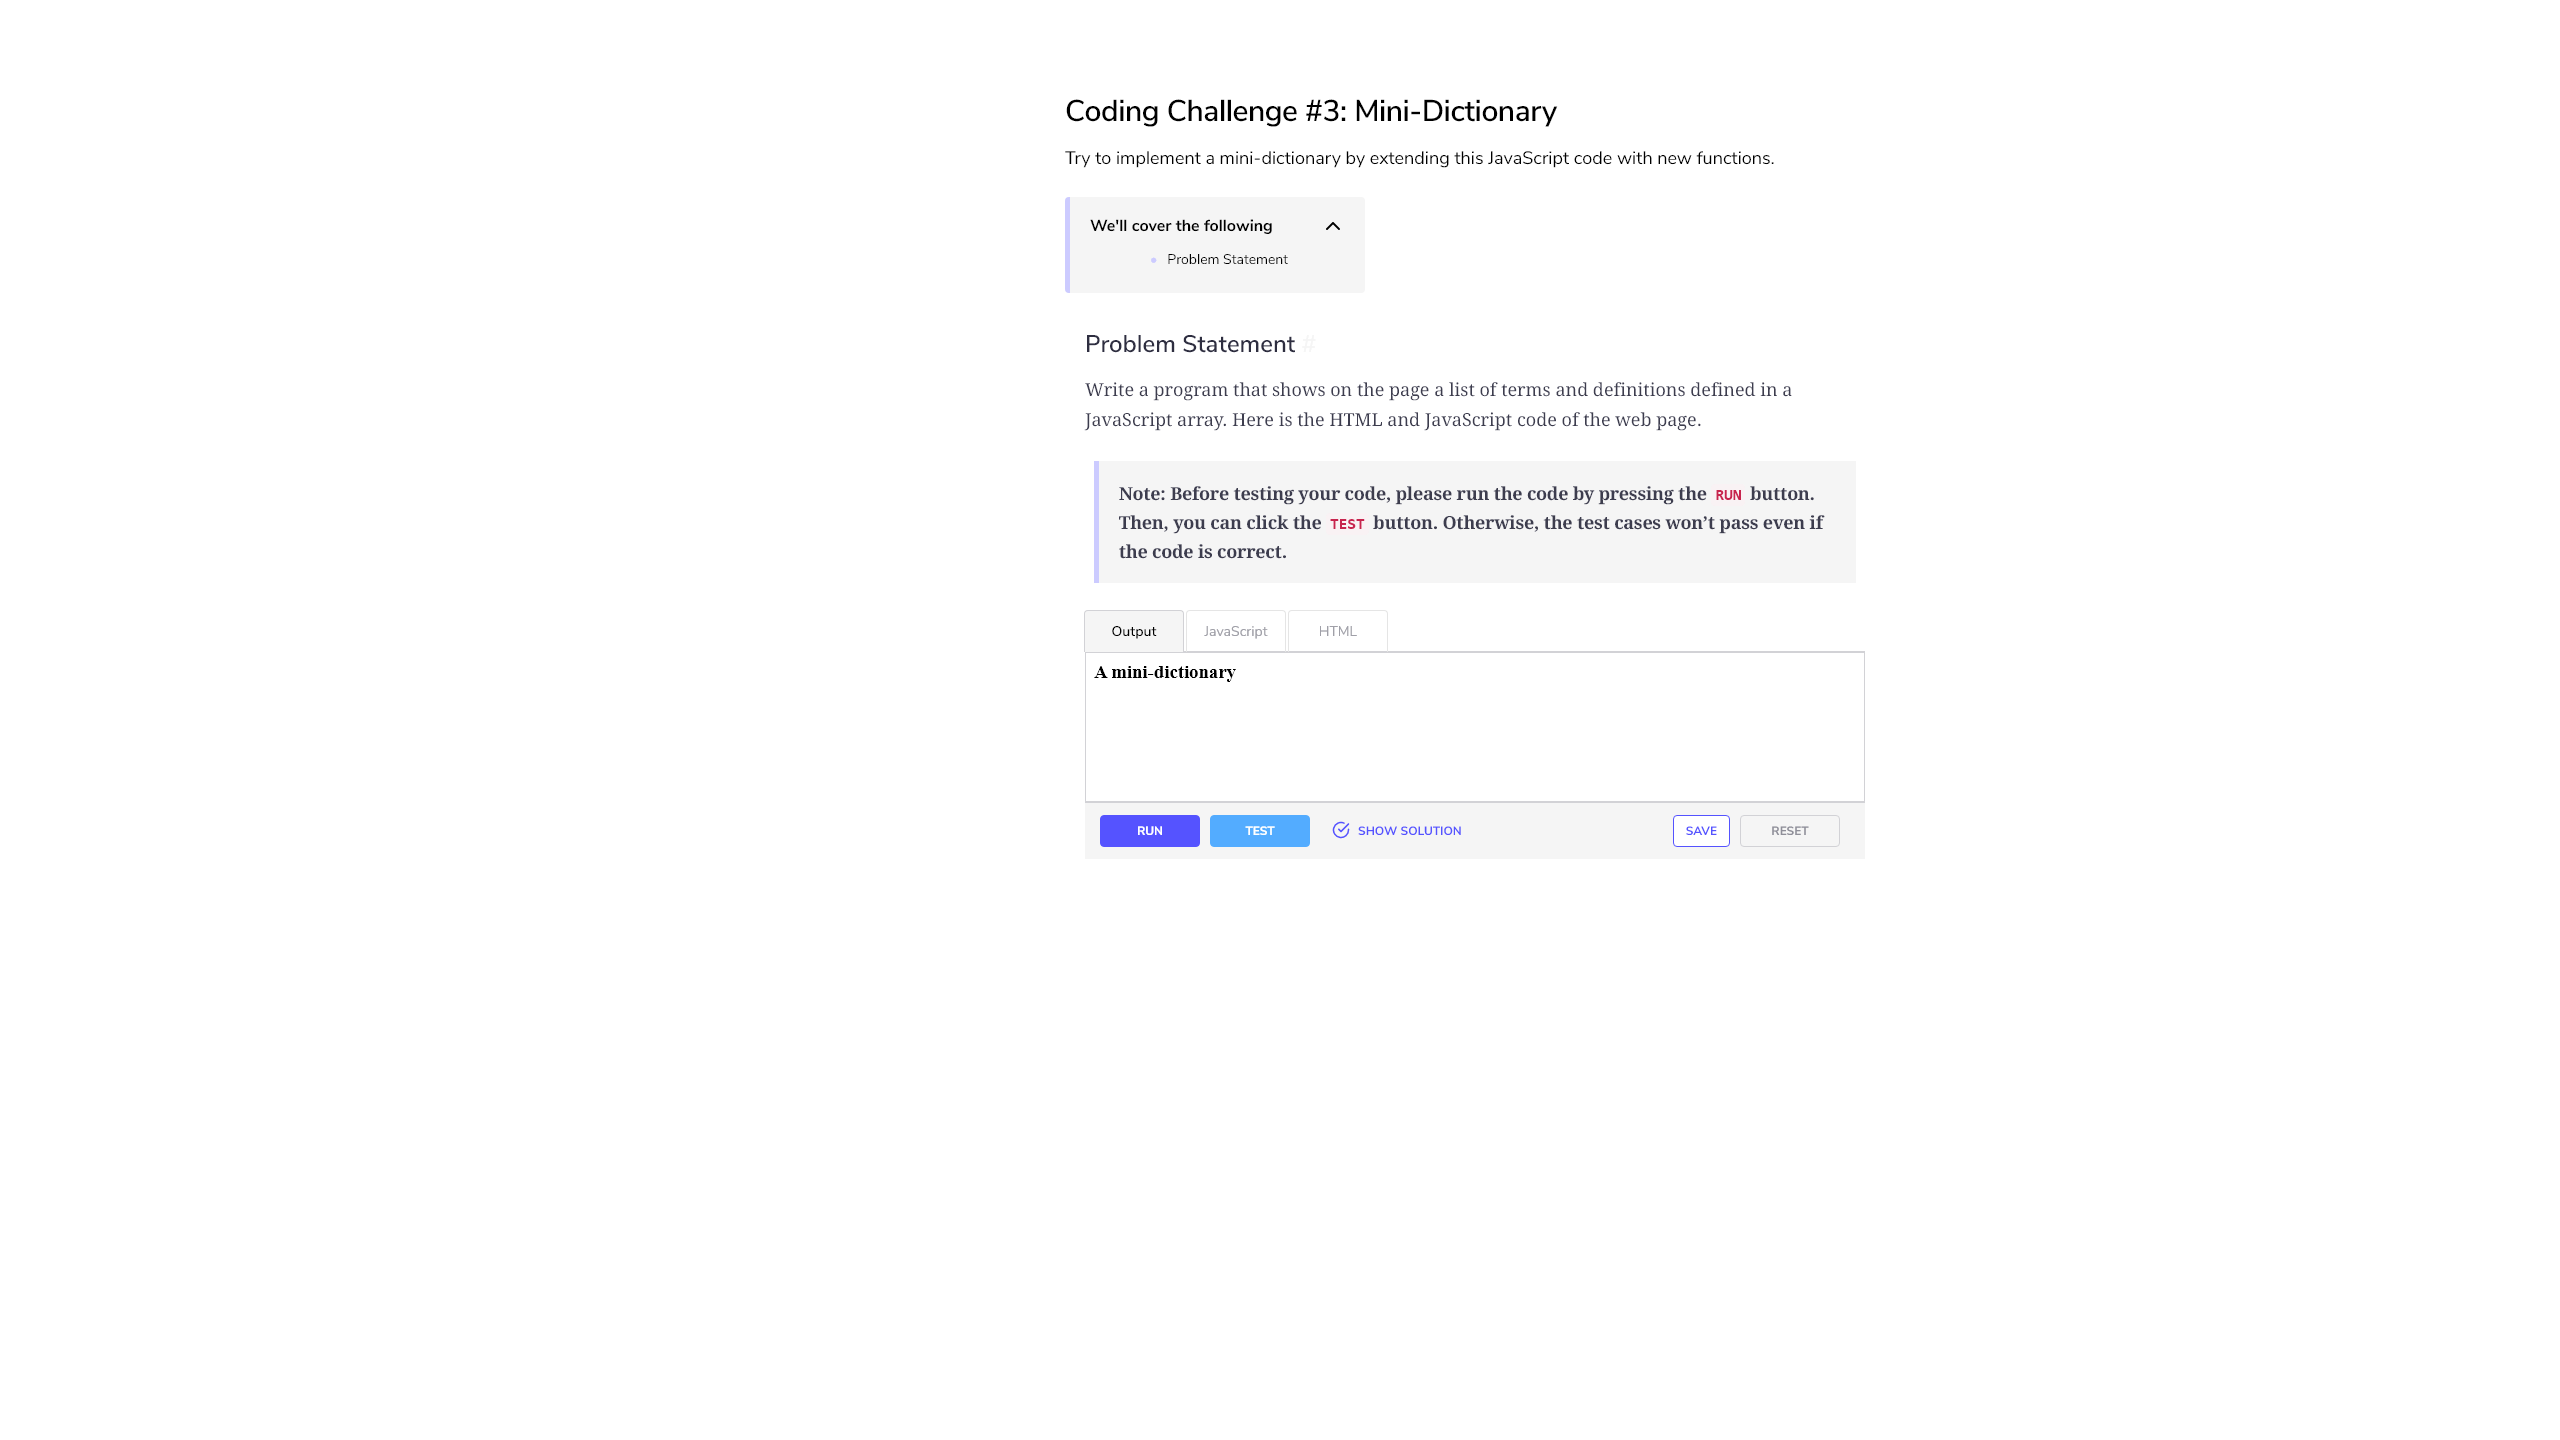 Coding Challenge #3: Mini-Dictionary
Try to implement a mini-dictionary by extending this JavaScript code with new functions.
We'll cover the following
Problem Statement
Problem Statement #
Write a program that shows on the page a list of terms and definitions defined in a
JavaScript array. Here is the HTML and JavaScript code of the web page.
Note: Before testing your code, please run the code by pressing the RUN button.
Then, you can click the TEST button. Otherwise, the test cases won’t pass even if
the code is correct.
Output JavaScript HTML
A mini-dictionary
RUN TEST SHOW SOLUTION SAVE RESET